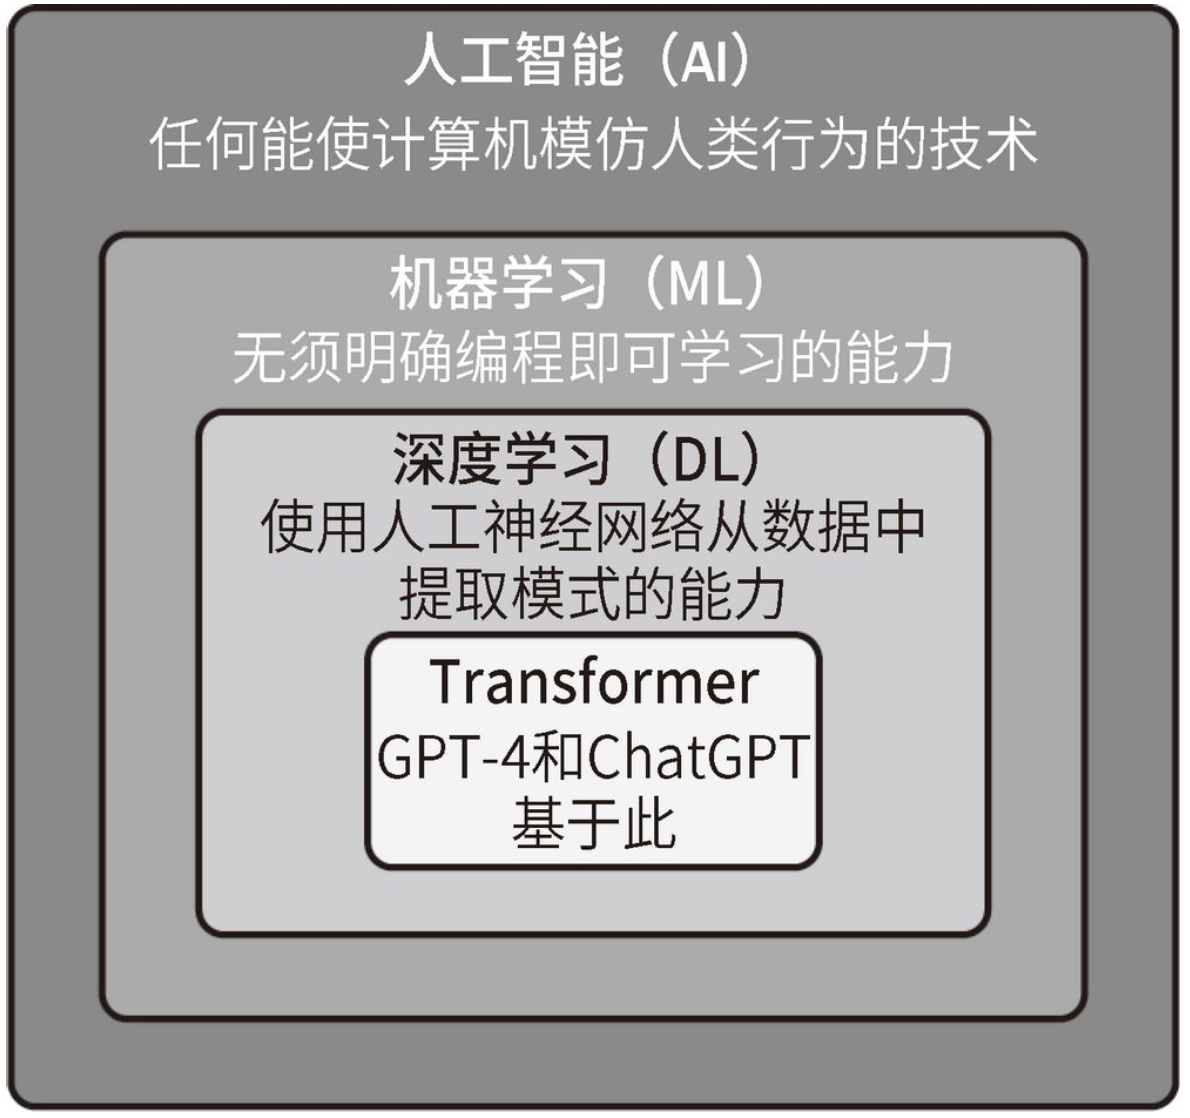 人工智能（AI）
任何能使计算机模仿人类行为的技术
机器学习（ML）
无须明确编程即可学习的能力
深度学习（DL）
使用人工神经网络从数据中
提取模式的能力
Transformer
GPT-4和ChatGPT
基于此